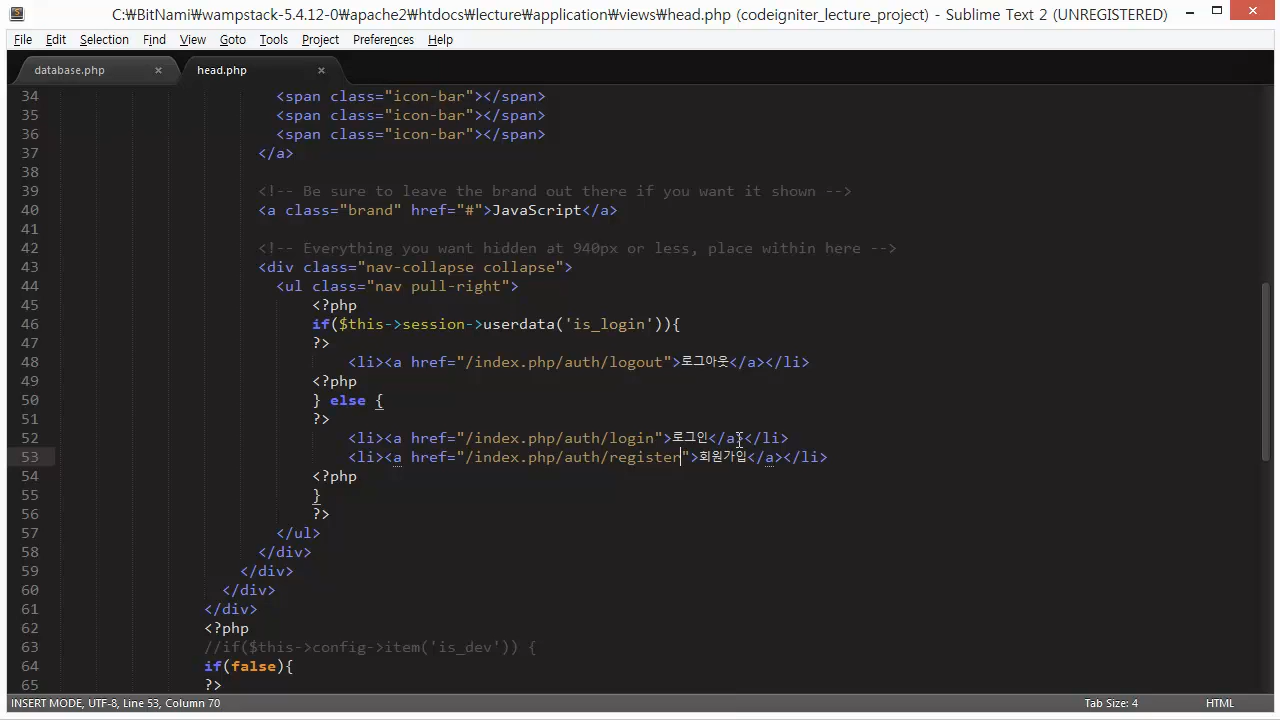 C:₩BitNami₩wampstack-5.4.12-0₩apache2₩htdocs₩lecture₩application₩views₩head.php (codeigniter_lecture_project) - Sublime Text 2 (UNREGISTERED)
File Edit Selection Find View Goto Tools Project Preferences Help
database.php × head.php ×
34 <span class="icon-bar"></span>
35 <span class="icon-bar"></span>
36 <span class="icon-bar"></span>
37 </a>
38
39 <!-- Be sure to leave the brand out there if you want it shown -->
40 <a class="brand" href="#">JavaScript</a>
41
42 <!-- Everything you want hidden at 940px or less, place within here -->
43 <div class="nav-collapse collapse">
44 <ul class="nav pull-right">
45 <?php
46 if($this->session->userdata('is_login')){
47 ?>
48 <li><a href="/index.php/auth/logout">로그아웃</a></li>
49 <?php
50 } else {
51 ?>
52 <li><a href="/index.php/auth/login">로그인</a></li>
53 <li><a href="/index.php/auth/register">회원가입</a></li>
54 <?php
55 }
56 ?>
57 </ul>
58 </div>
59 </div>
60 </div>
61 </div>
62 <?php
63 //if($this->config->item('is_dev')) {
64 if(false){
65 ?>
INSERT MODE, UTF-8, Line 53, Column 70 Tab Size: 4 HTML